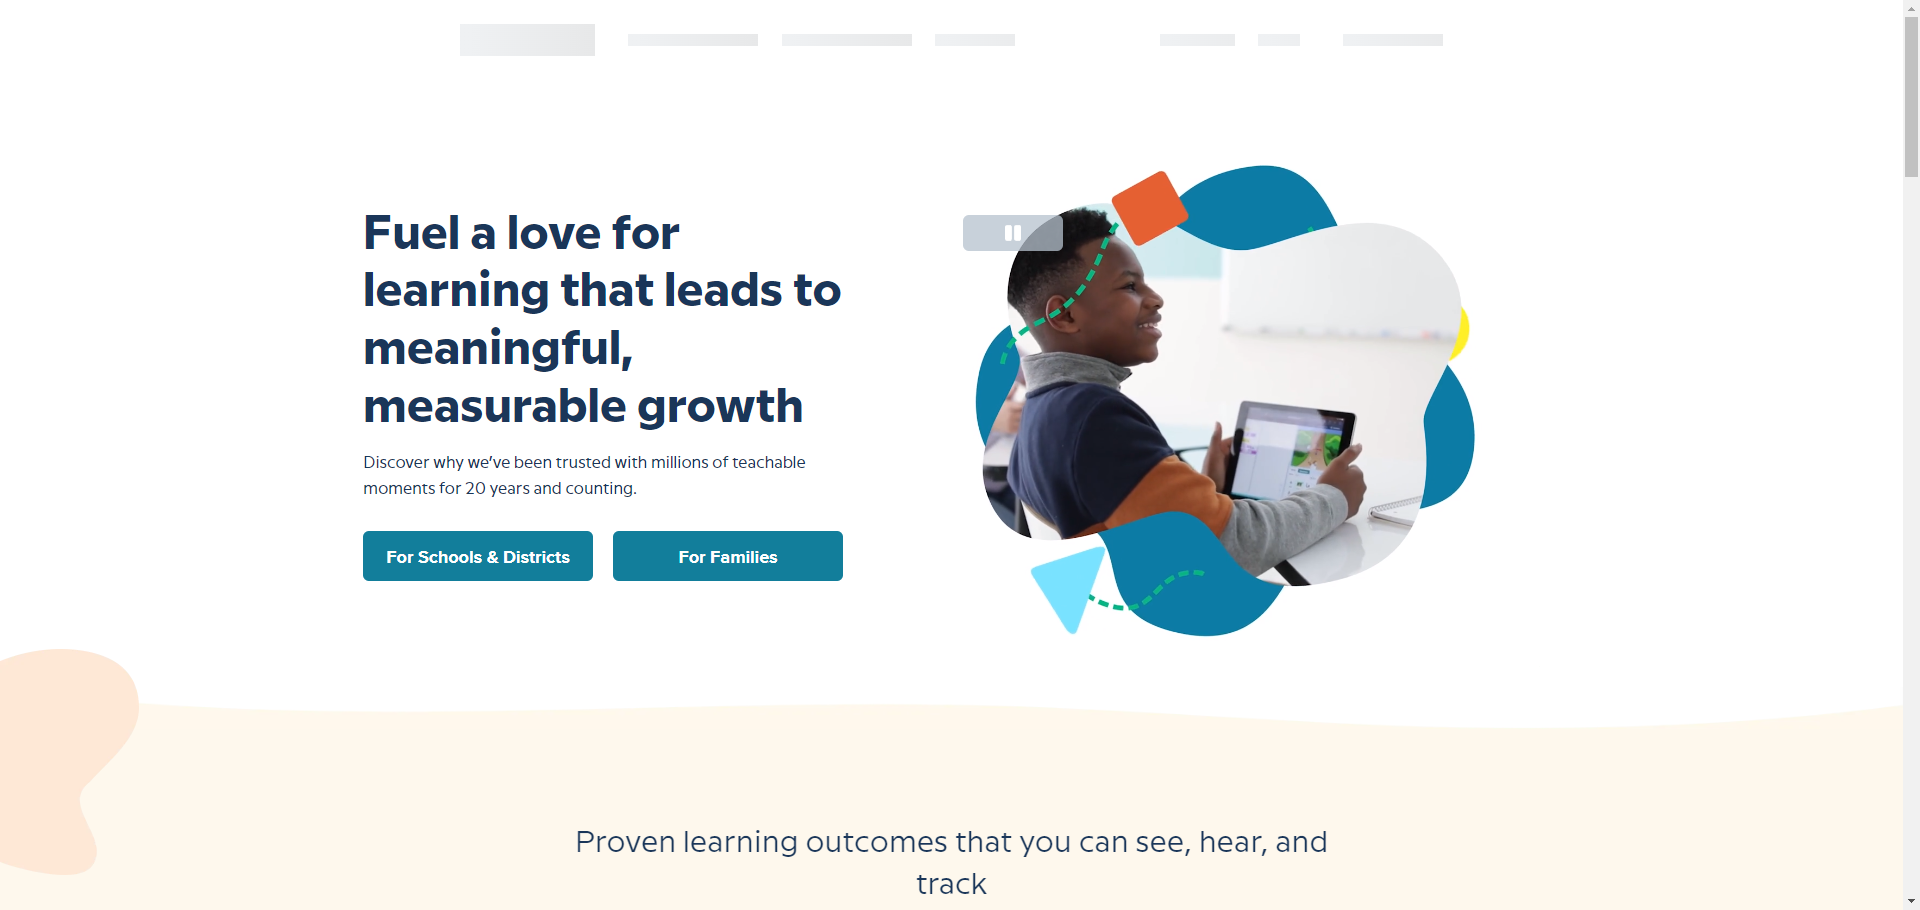 Fuel a love for
learning that leads to
meaningful,
measurable growth
Discover why we’ve been trusted with millions of teachable
moments for 20 years and counting.
For Schools & Districts
For Families
Proven learning outcomes that you can see, hear, and
track